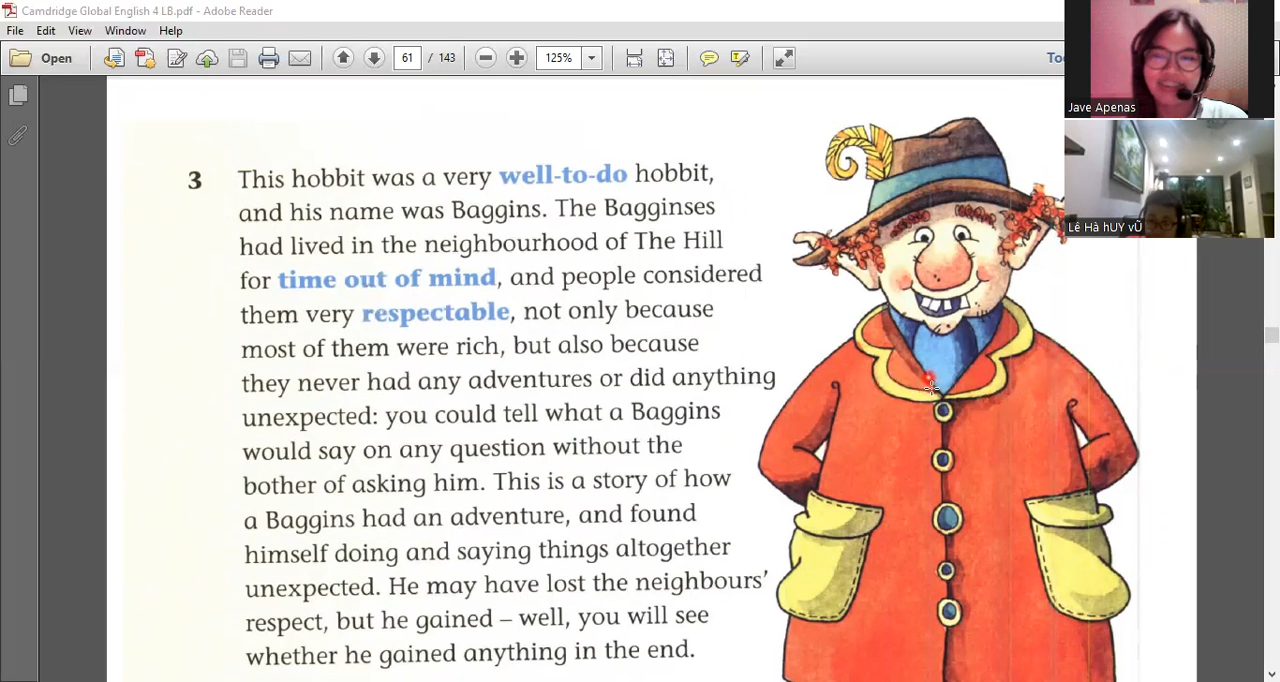 Camdridge Global English 4 LB.pdf - Adobe Reader
File Edit View Window Help
Open 61 / 143 125%
Jave Apenas
Lê Hà hUY vŨ
3 This hobbit was a very well-to-do hobbit,
and his name was Baggins. The Bagginses
had lived in the neighbourhood of The Hill
for time out of mind, and people considered
them very respectable, not only because
most of them were rich, but also because
they never had any adventures or did anything
unexpected: you could tell what a Baggins
would say on any question without the
bother of asking him. This is a story of how
a Baggins had an adventure, and found
himself doing and saying things altogether
unexpected. He may have lost the neighbours'
respect, but he gained – well, you will see
whether he gained anything in the end.